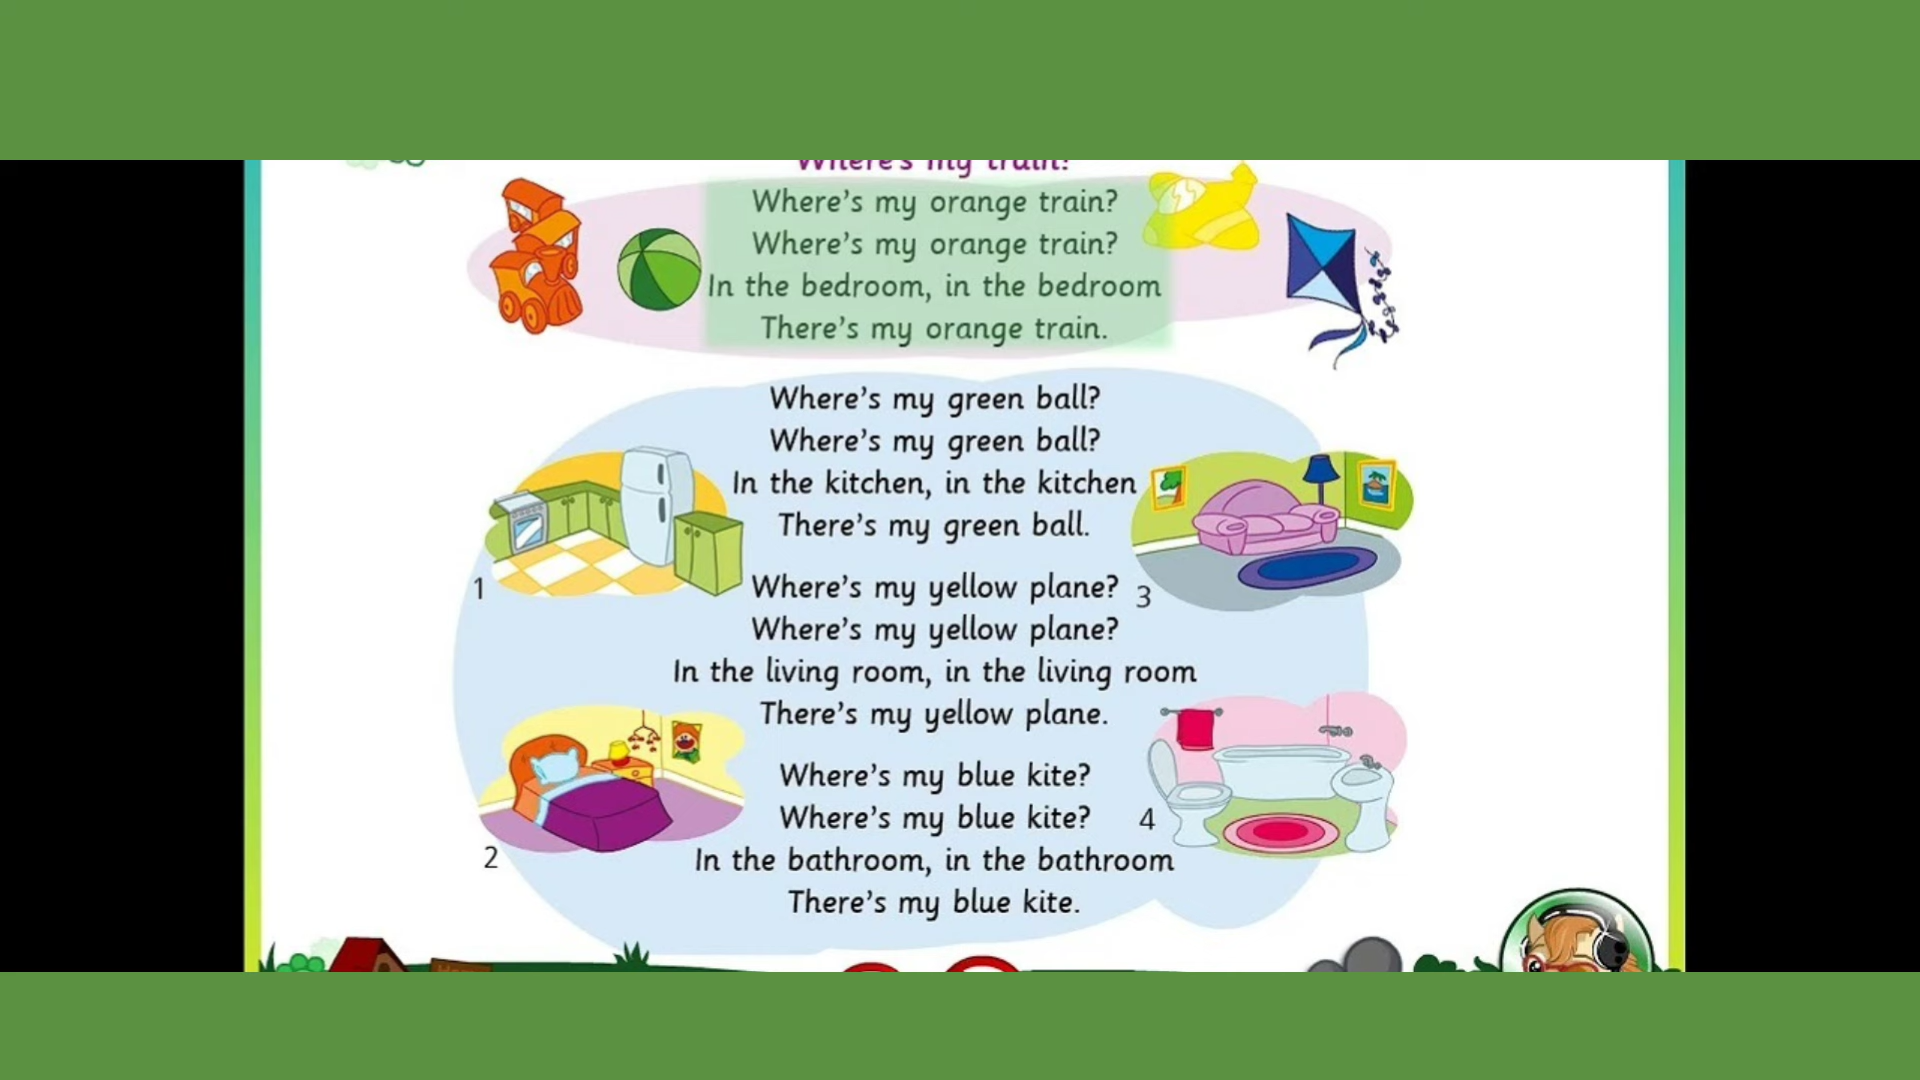 Where's my train?
Where's my orange train?
Where's my orange train?
In the bedroom, in the bedroom
There's my orange train.
Where's my green ball?
Where's my green ball?
In the kitchen, in the kitchen
There's my green ball.
1
Where's my yellow plane?
3
Where's my yellow plane?
In the living room, in the living room
There's my yellow plane.
Where's my blue kite?
Where's my blue kite?
4
2
In the bathroom, in the bathroom
There's my blue kite.